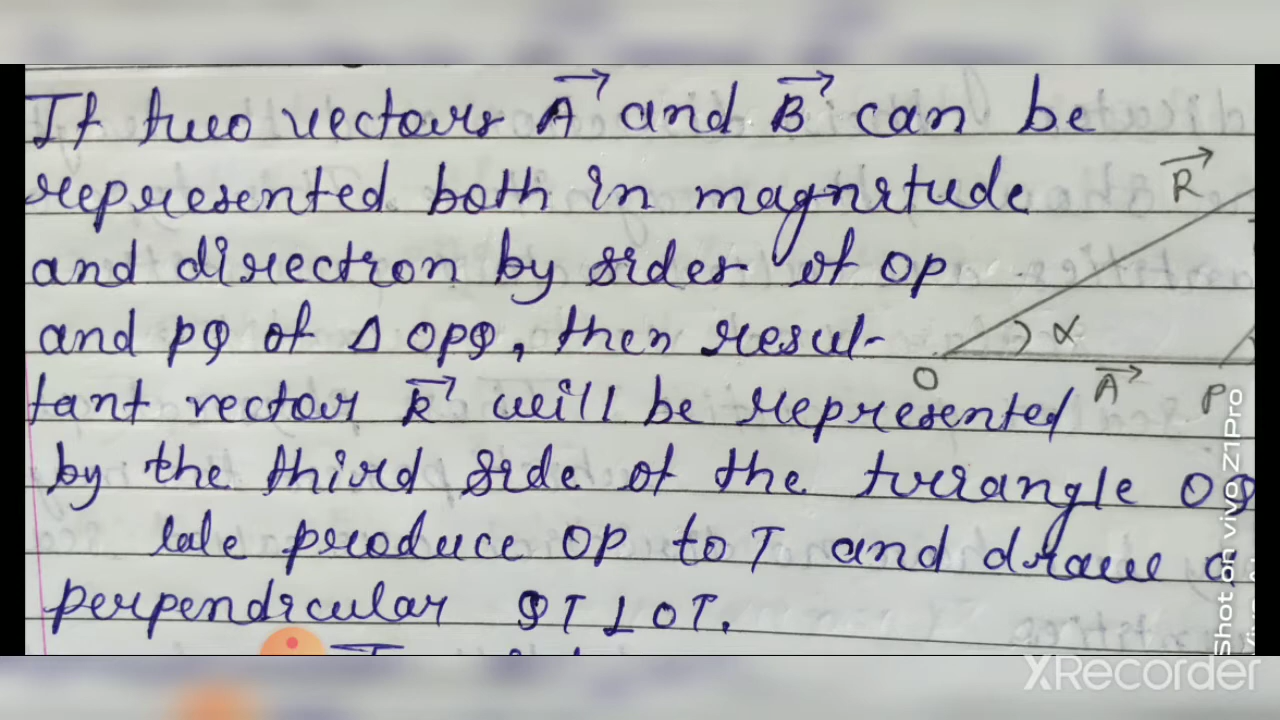 If two vectors A⃗ and B⃗ can be
represented both in magnitude
and direction by sides of OP
and PQ of Δ OPQ, then resul-
tant vector R⃗ will be represented
by the third side of the triangle OQ
We produce OP to T and draw a
perpendicular QT ⊥ OT.
R⃗
α
O
A⃗
P
Shot on vivo Z1Pro
XRecorder